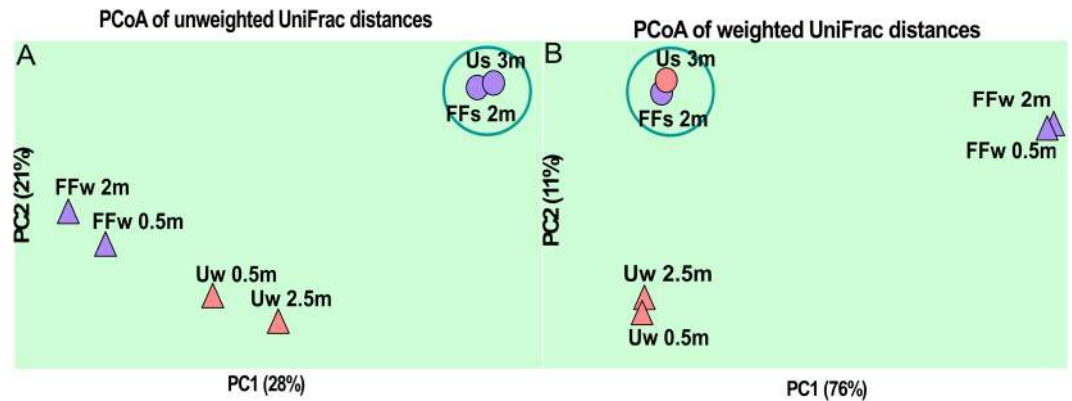 PCoA of unweighted UniFrac distances
A
Us 3m
FFs 2m
FFw 2m
FFw 0.5m
Uw 0.5m
Uw 2.5m
PC2 (21%)
PC1 (28%)
PCoA of weighted UniFrac distances
B
Us 3m
FFs 2m
FFw 2m
FFw 0.5m
Uw 2.5m
Uw 0.5m
PC2 (11%)
PC1 (76%)